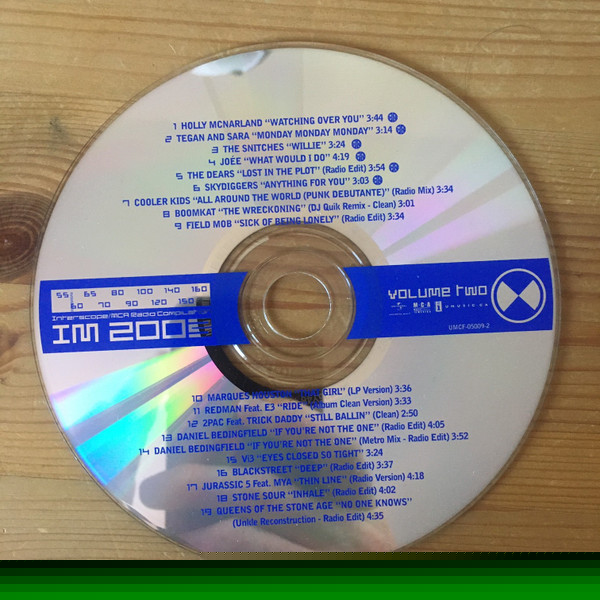 1 HOLLY MCNARLAND "WATCHING OVER YOU" 3:44
2 TEGAN AND SARA "MONDAY MONDAY MONDAY" 3:14
3 THE SNITCHES "WILLIE" 3:24
4 JOÉE "WHAT WOULD I DO" 4:19
5 THE DEARS "LOST IN THE PLOT" (Radio Edit) 3:54
6 SKYDIGGERS "ANYTHING FOR YOU" 3:03
7 COOLER KIDS "ALL AROUND THE WORLD (PUNK DEBUTANTE)" (Radio Mix) 3:34
8 BOOMKAT "THE WRECKONING" (DJ Quik Remix - Clean) 3:01
9 FIELD MOB "SICK OF BEING LONELY" (Radio Edit) 3:34
55 65 80 100 140 160
60 70 90 120 150
Interscope/MCA Radio
IM 2003
VOLUME TWO
MCA
UMCF-05009-2
10 MARQUES GIRL" (LP Version) 3:36
11 REDMAN Feat. E3 "RIDE" (Album Clean Version) 3:33
12 2PAC Feat. TRICK DADDY "STILL BALLIN" (Clean) 2:50
13 DANIEL BEDINGFIELD "IF YOU'RE NOT THE ONE" (Radio Edit) 4:05
14 DANIEL BEDINGFIELD "IF YOU'RE NOT THE ONE" (Metro Mix - Radio Edit) 3:52
15 VI3 "EYES CLOSED SO TIGHT" 3:24
16 BLACKSTREET "DEEP" (Radio Edit) 3:37
17 JURASSIC 5 Feat. MYA "THIN LINE" (Radio Version) 4:18
18 STONE SOUR "INHALE" (Radio Edit) 4:02
19 QUEENS OF THE STONE AGE "NO ONE KNOWS"
(Unkle Reconstruction - Radio Edit) 4:35